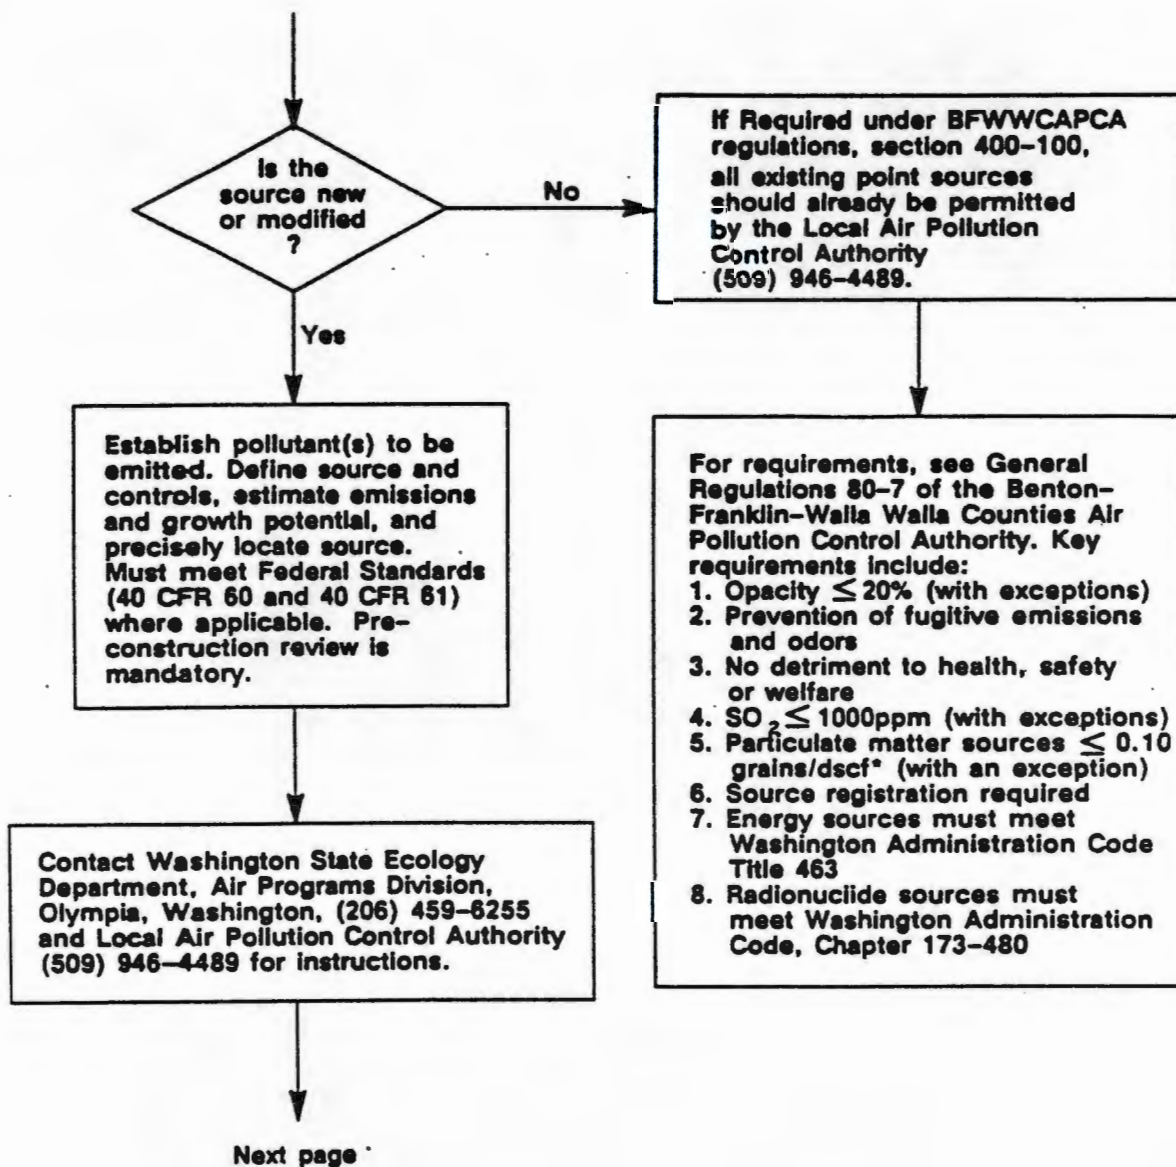 Is the
source new
or modified
?
No
Yes
If Required under BFWWCAPCA
regulations, section 400-100,
all existing point sources
should already be permitted
by the Local Air Pollution
Control Authority
(509) 946-4489.
Establish pollutant(s) to be
emitted. Define source and
controls, estimate emissions
and growth potential, and
precisely locate source.
Must meet Federal Standards
(40 CFR 60 and 40 CFR 61)
where applicable. Pre-
construction review is
mandatory.
For requirements, see General
Regulations 80-7 of the Benton-
Franklin-Walla Walla Counties Air
Pollution Control Authority. Key
requirements include:
1. Opacity ≤ 20% (with exceptions)
2. Prevention of fugitive emissions
and odors
3. No detriment to health, safety
or welfare
4. SO₂ ≤ 1000ppm (with exceptions)
5. Particulate matter sources ≤ 0.10
grains/dscf* (with an exception)
6. Source registration required
7. Energy sources must meet
Washington Administration Code
Title 463
8. Radionuclide sources must
meet Washington Administration
Code, Chapter 173-480
Contact Washington State Ecology
Department, Air Programs Division,
Olympia, Washington, (206) 459-6255
and Local Air Pollution Control Authority
(509) 946-4489 for instructions.
Next page